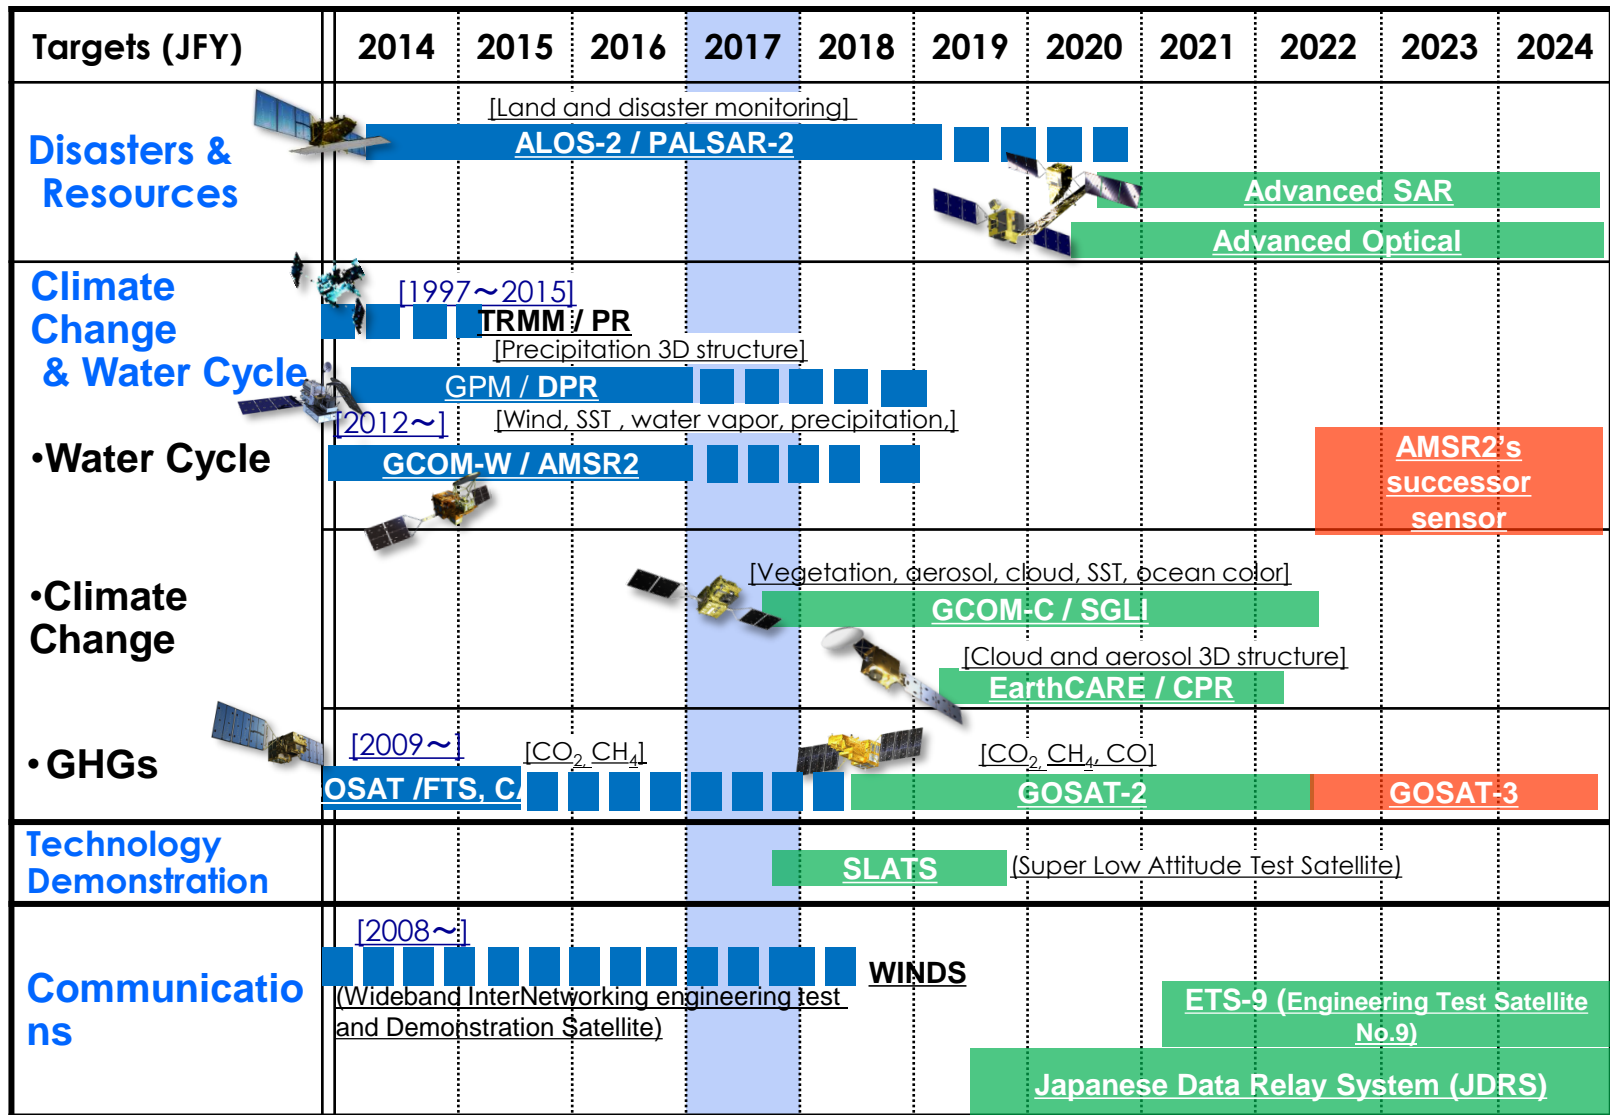 Targets (JFY) 2014 2015 2016 2017 2018 2019 2020 2021 2022 2023 2024
Disasters &
Resources
[Land and disaster monitoring]
ALOS-2 / PALSAR-2
Advanced SAR
Advanced Optical
Climate
Change
& Water Cycle
[1997～2015]
TRMM / PR
[Precipitation 3D structure]
GPM / DPR
[2012～]
[Wind, SST , water vapor, precipitation,]
•Water Cycle
GCOM-W / AMSR2
AMSR2's
successor
sensor
•Climate
Change
[Vegetation, aerosol, cloud, SST, ocean color]
GCOM-C / SGLI
[Cloud and aerosol 3D structure]
EarthCARE / CPR
•GHGs
[2009～]
[CO2, CH4]
[CO2, CH4, CO]
OSAT /FTS, CA
GOSAT-2
GOSAT-3
Technology
Demonstration
SLATS
(Super Low Attitude Test Satellite)
Communicatio
ns
[2008～]
WINDS
(Wideband InterNetworking engineering test
and Demonstration Satellite)
ETS-9 (Engineering Test Satellite
No.9)
Japanese Data Relay System (JDRS)